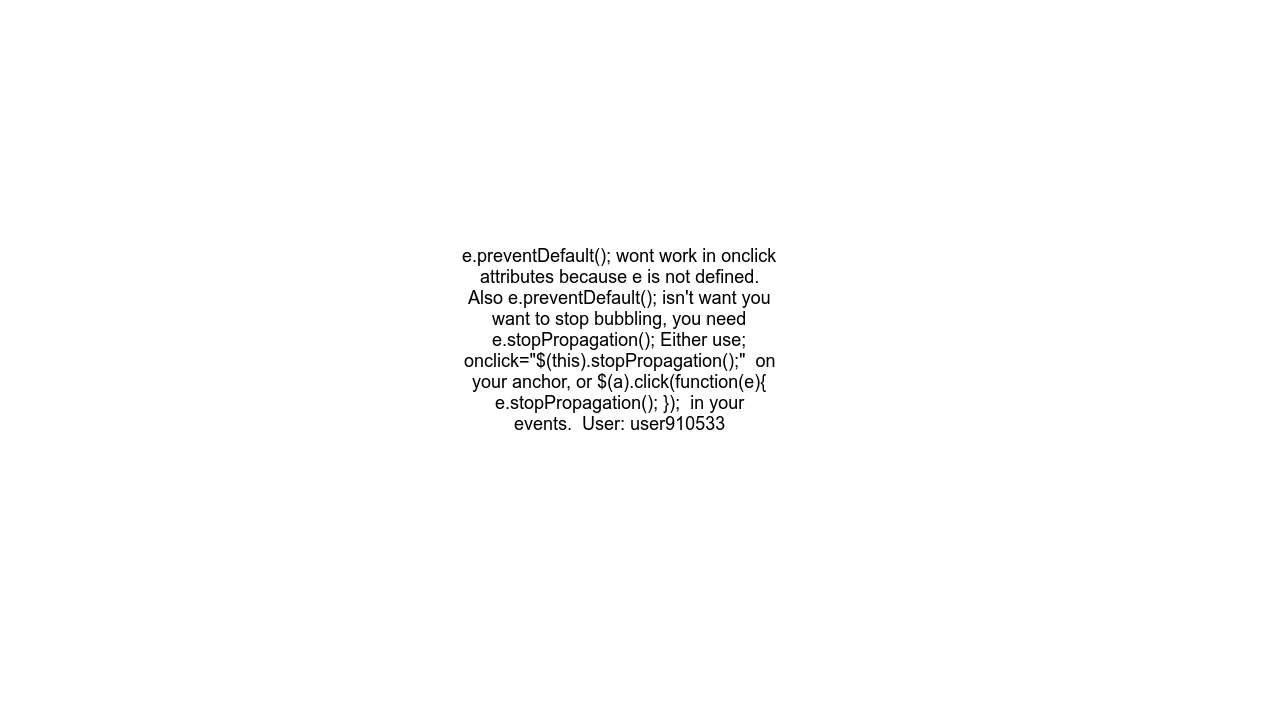 e.preventDefault(); wont work in onclick
attributes because e is not defined.
Also e.preventDefault(); isn't want you
want to stop bubbling, you need
e.stopPropagation(); Either use;
onclick="$(this).stopPropagation();"  on
your anchor, or $(a).click(function(e){
e.stopPropagation(); });  in your
events.  User: user910533